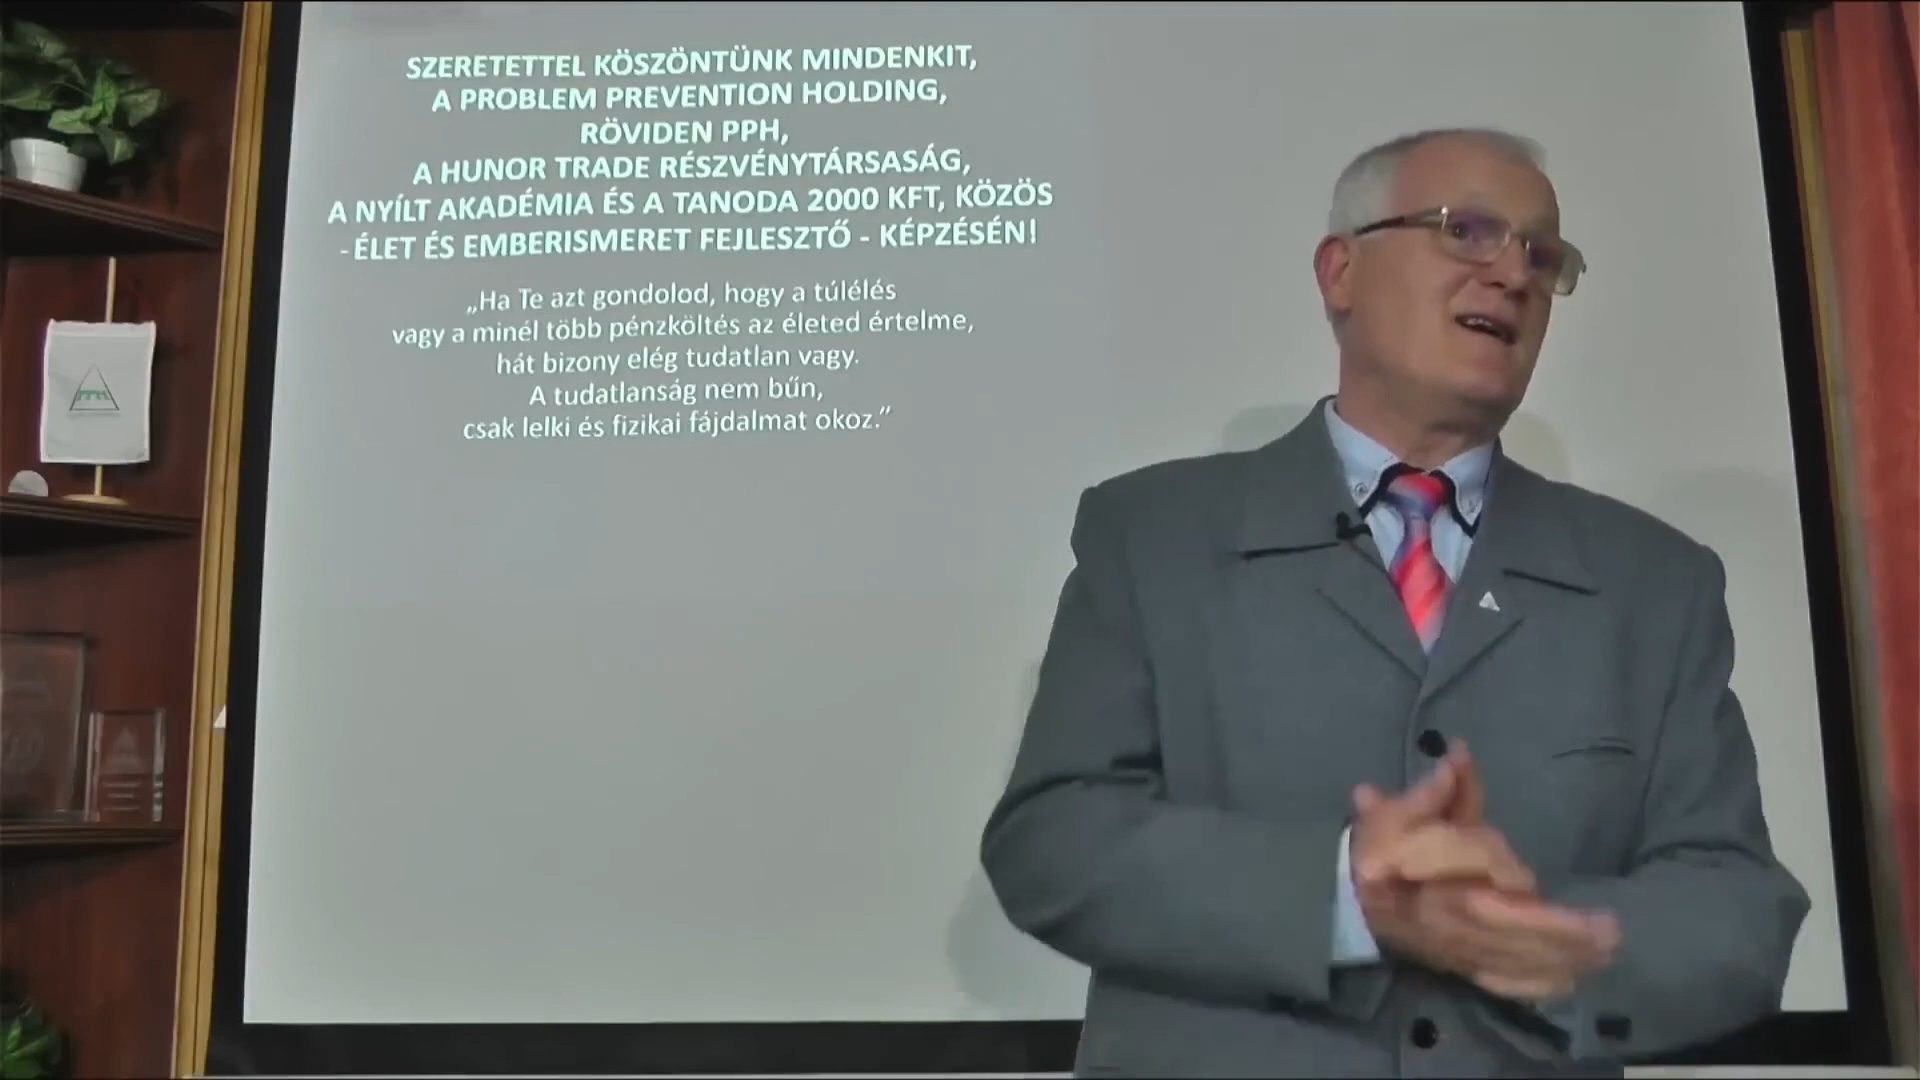 SZERETETTEL KÖSZÖNTÜNK MINDENKIT,
A PROBLEM PREVENTION HOLDING,
RÖVIDEN PPH,
A HUNOR TRADE RÉSZVÉNYTÁRSASÁG,
A NYÍLT AKADÉMIA ÉS A TANODA 2000 KFT, KÖZÖS
- ÉLET ÉS EMBERISMERET FEJLESZTŐ - KÉPZÉSÉN!
„Ha Te azt gondolod, hogy a túlélés
vagy a minél több pénzköltés az életed értelme,
hát bizony elég tudatlan vagy.
A tudatlanság nem bűn,
csak lelki és fizikai fájdalmat okoz.”